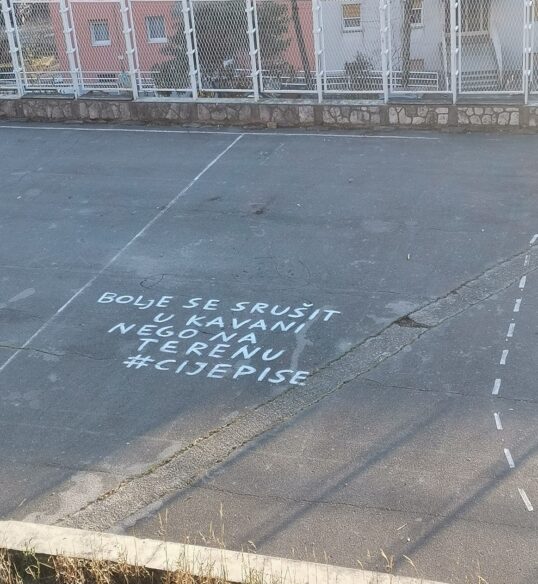 BOLJE SE SRUŠIT
U KAVANI
NEGO NA
TERENU
#CIJEPISE